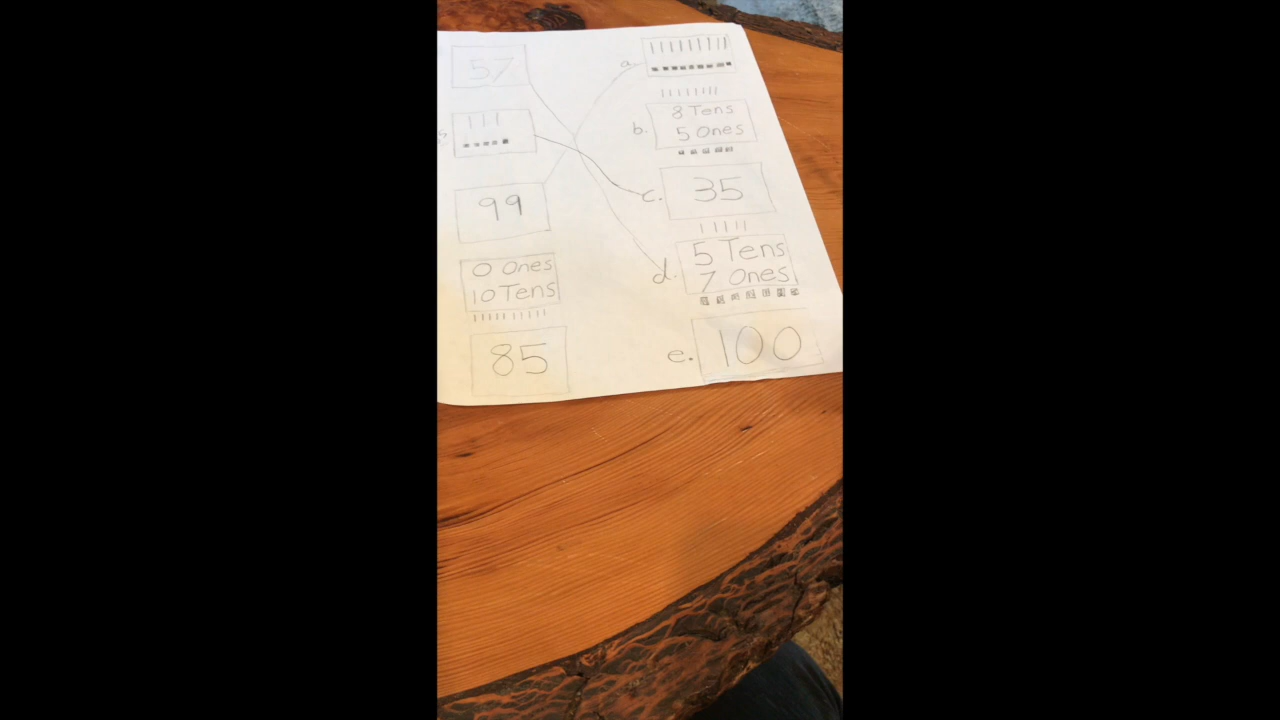 57
99
0 Ones
10 Tens
85
a.
b.
8 Tens
5 Ones
c.
35
d.
5 Tens
7 Ones
e.
100